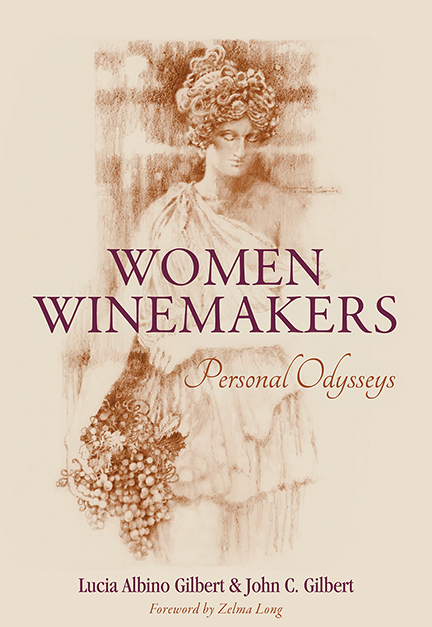 WOMEN
WINEMAKERS
Personal Odysseys
Lucia Albino Gilbert & John C. Gilbert
Foreword by Zelma Long